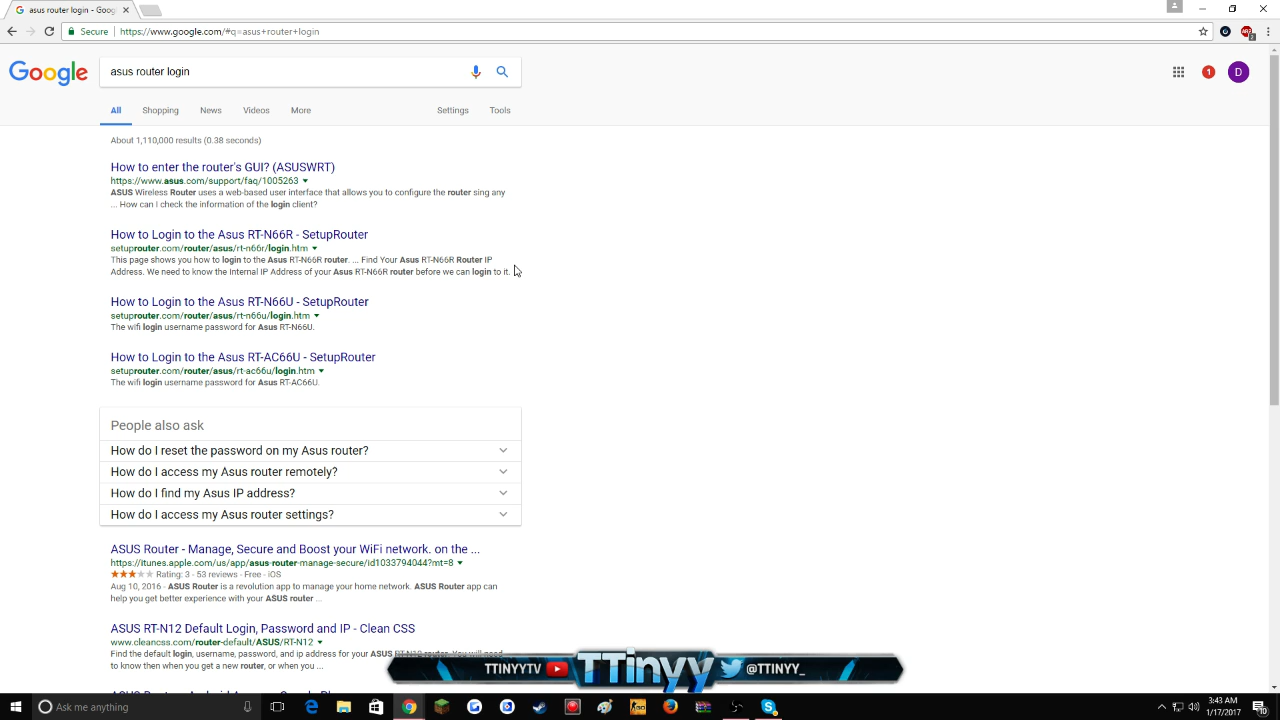 asus router login - Goog
Secure
https://www.google.com/#q=asus+router+login
Google
asus router login
1
D
All
Shopping
News
Videos
More
Settings
Tools
About 1,110,000 results (0.38 seconds)
How to enter the router's GUI? (ASUSWRT)
https://www.asus.com/support/faq/1005263
ASUS Wireless Router uses a web-based user interface that allows you to configure the router sing any
... How can I check the information of the login client?
How to Login to the Asus RT-N66R - SetupRouter
setuprouter.com/router/asus/rt-n66r/login.htm
This page shows you how to login to the Asus RT-N66R router. ... Find Your Asus RT-N66R Router IP
Address. We need to know the Internal IP Address of your Asus RT-N66R router before we can login to it.
How to Login to the Asus RT-N66U - SetupRouter
setuprouter.com/router/asus/rt-n66u/login.htm
The wifi login username password for Asus RT-N66U.
How to Login to the Asus RT-AC66U - SetupRouter
setuprouter.com/router/asus/rt-ac66u/login.htm
The wifi login username password for Asus RT-AC66U.
People also ask
How do I reset the password on my Asus router?
How do I access my Asus router remotely?
How do I find my Asus IP address?
How do I access my Asus router settings?
ASUS Router - Manage, Secure and Boost your WiFi network. on the ...
https://itunes.apple.com/us/app/asus-router-manage-secure/id1033794044?mt=8
Rating: 3 - 53 reviews - Free - iOS
Aug 10, 2016 - ASUS Router is a revolution app to manage your home network. ASUS Router app can
help you get better experience with your ASUS router ...
ASUS RT-N12 Default Login, Password and IP - Clean CSS
www.cleancss.com/router-default/ASUS/RT-N12
Find the default login, username, password, and ip address for your ASUS RT-N12 router. You will need
to know then when you get a new router, or when you ...
TTINYYTV
TTinyy
@TTINYY_
Ask me anything
3:43 AM
1/17/2017
10